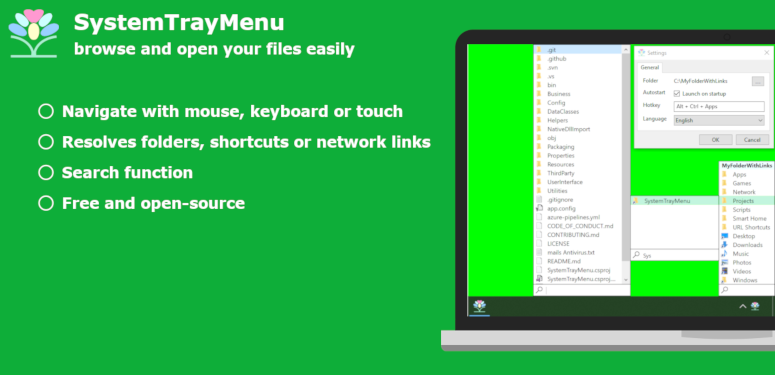 SystemTrayMenu
browse and open your files easily
Navigate with mouse, keyboard or touch
Resolves folders, shortcuts or network links
Search function
Free and open-source
.git
.github
.svn
.vs
bin
Business
Config
DataClasses
Helpers
NativeDllImport
obj
Packaging
Properties
Resources
ThirdParty
UserInterface
Utilities
.gitignore
app.config
azure-pipelines.yml
CODE_OF_CONDUCT.md
CONTRIBUTING.md
LICENSE
mails Antivirus.txt
README.md
SystemTrayMenu.csproj
SystemTrayMenu.csproj...
Settings
General
Folder C:\MyFolderWithLinks ...
Autostart Launch on startup
Hotkey Alt + Ctrl + Apps
Language English
OK Cancel
SystemTrayMenu
Sys
MyFolderWithLinks
Apps
Games
Network
Projects
Scripts
Smart Home
URL Shortcuts
Desktop
Downloads
Music
Photos
Videos
Windows